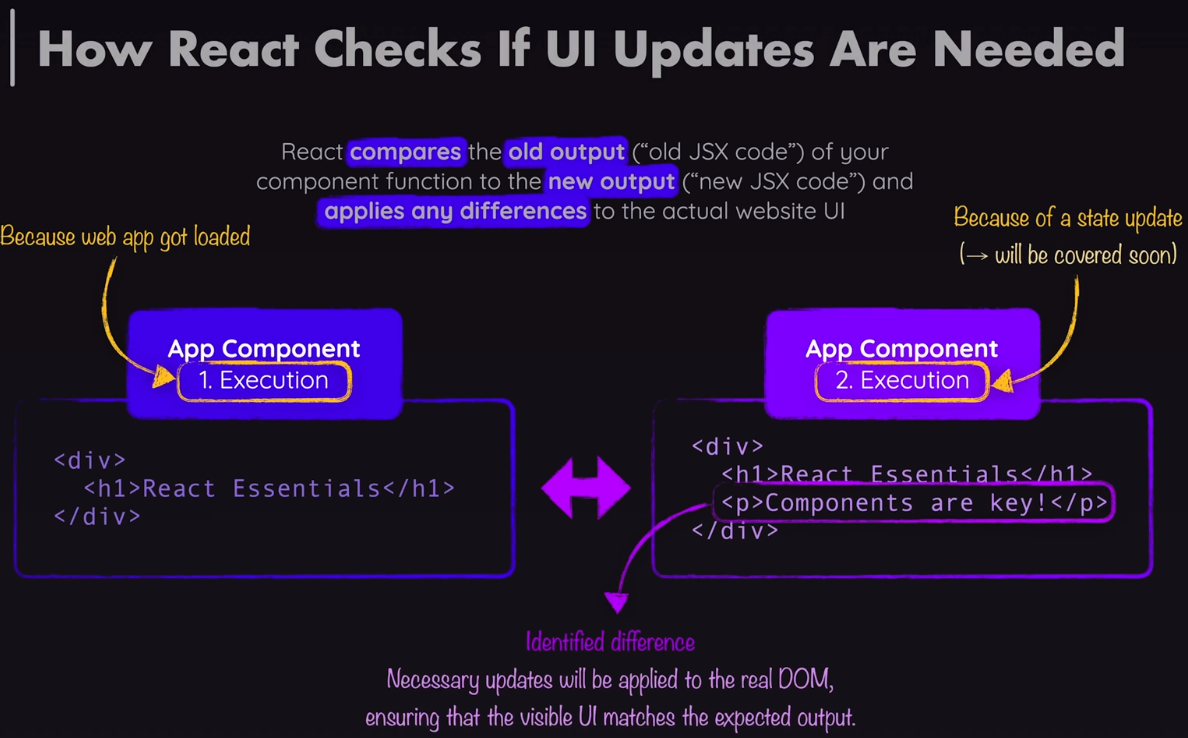 How React Checks If UI Updates Are Needed
React compares the old output (“old JSX code”) of your
component function to the new output (“new JSX code”) and
applies any differences to the actual website UI
Because web app got loaded
Because of a state update
(→ will be covered soon)
App Component
1. Execution
<div>
<h1>React Essentials</h1>
</div>
App Component
2. Execution
<div>
<h1>React Essentials</h1>
<p>Components are key!</p>
</div>
Identified difference
Necessary updates will be applied to the real DOM,
ensuring that the visible UI matches the expected output.